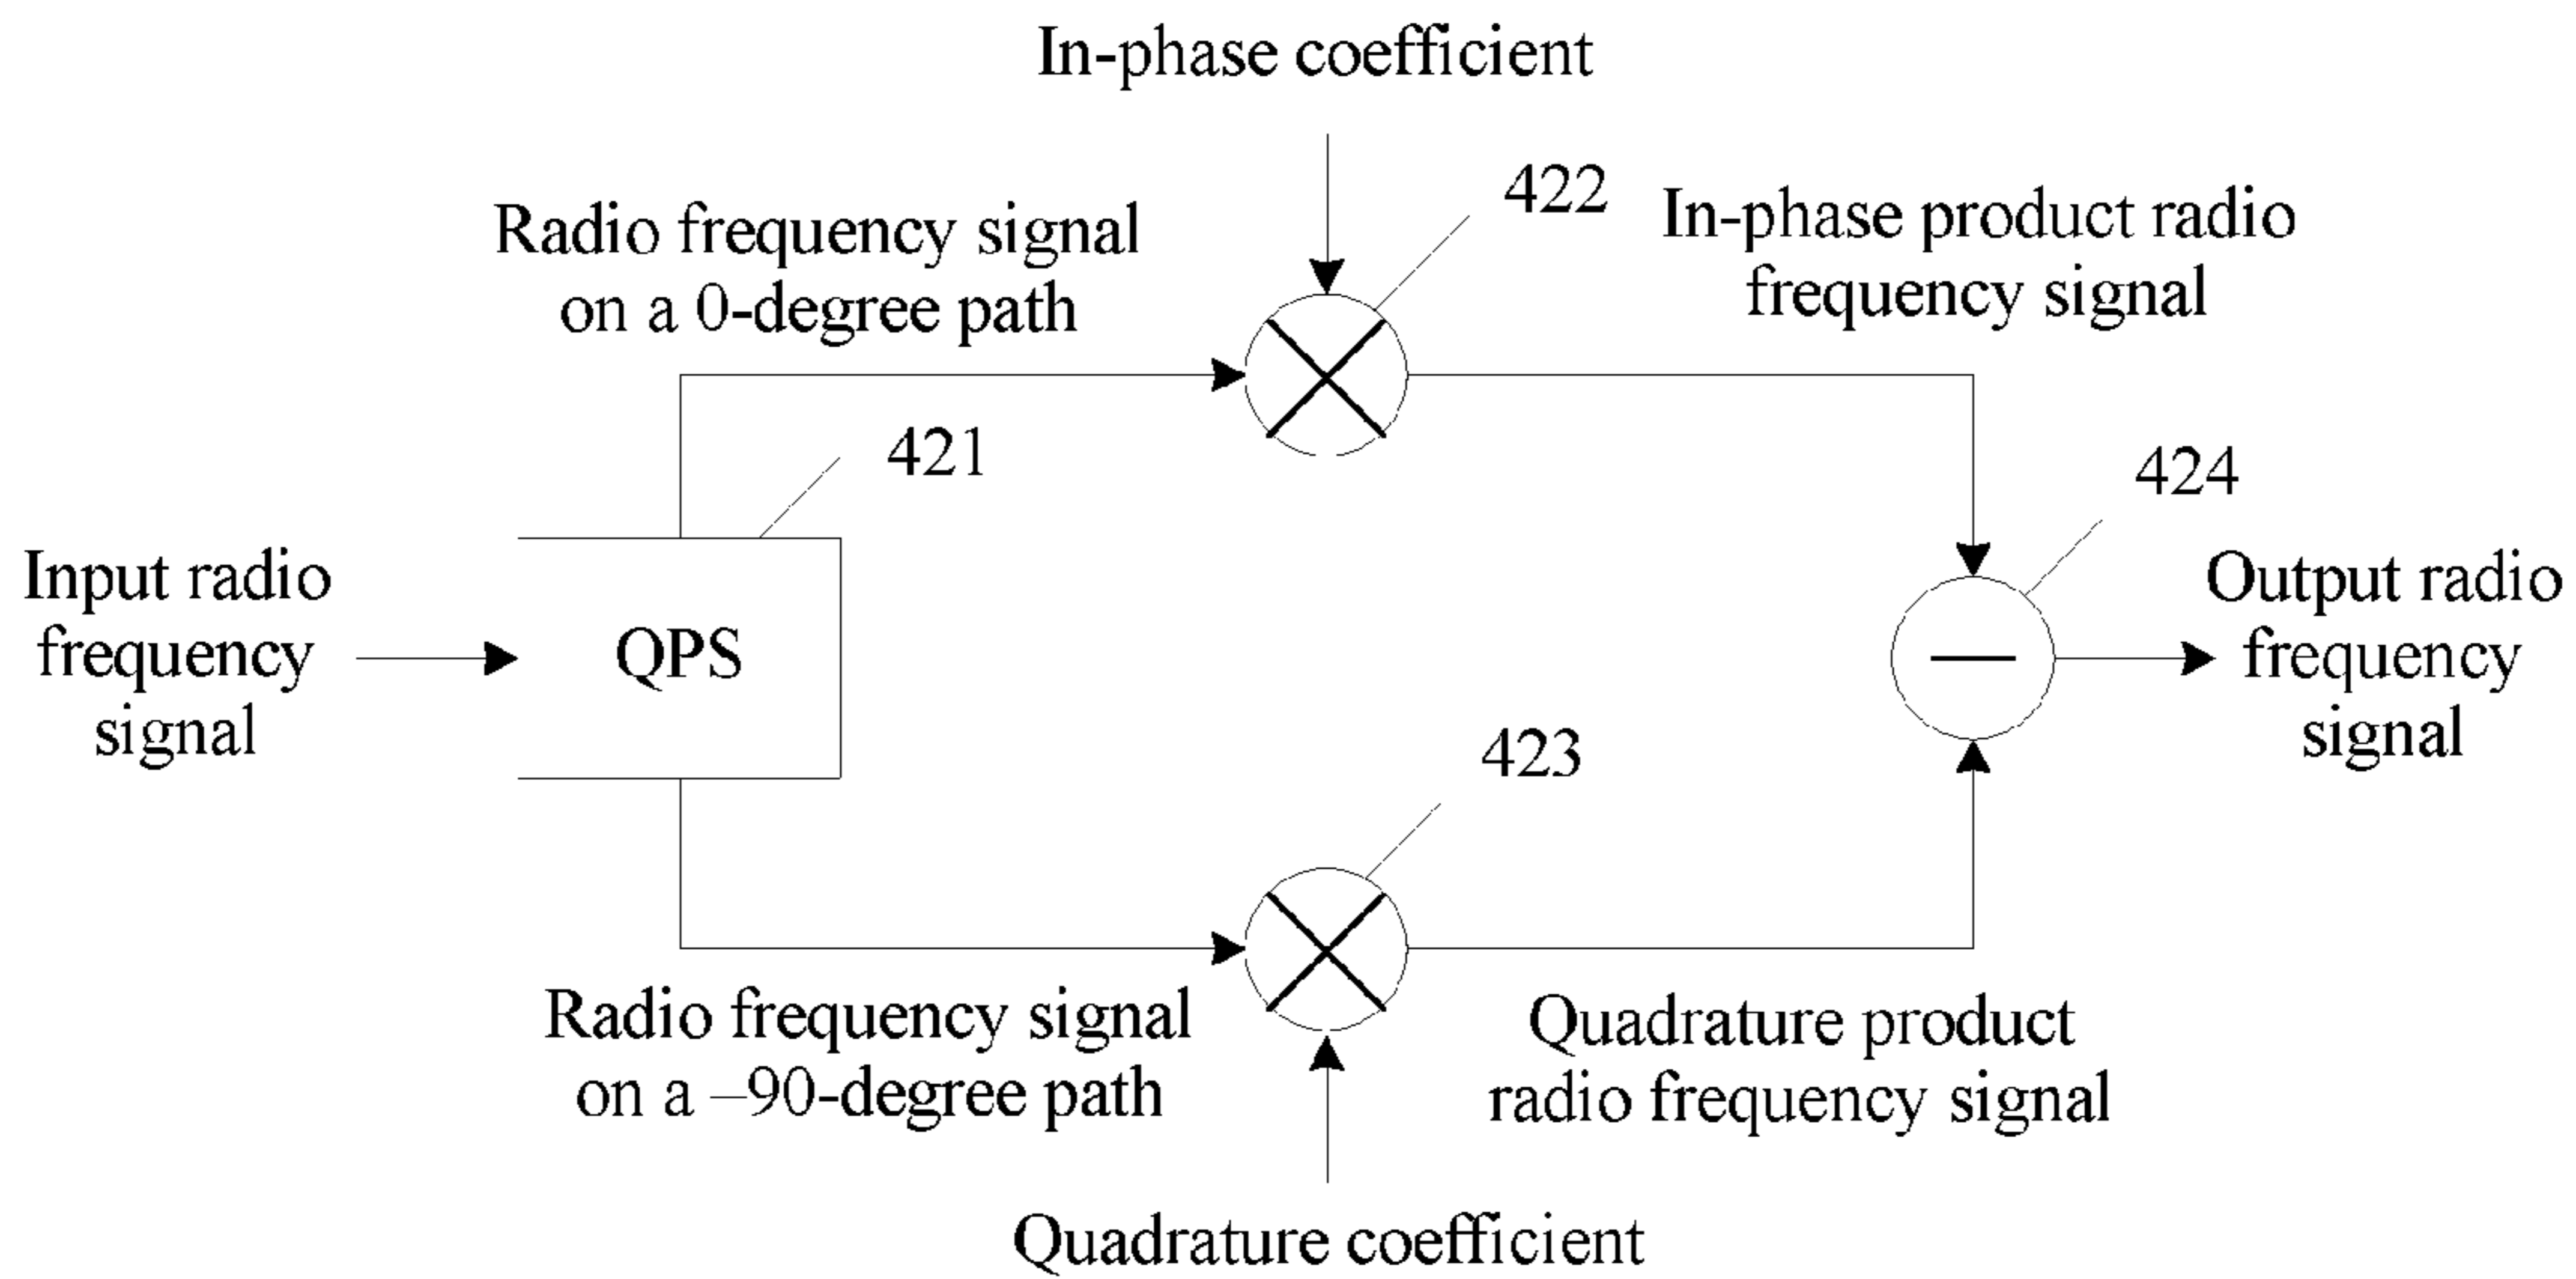 In-phase coefficient
422
Radio frequency signal
on a 0-degree path
In-phase product radio
frequency signal
421
424
Input radio
frequency
signal
QPS
Output radio
frequency
signal
423
Radio frequency signal
on a –90-degree path
Quadrature product
radio frequency signal
Quadrature coefficient